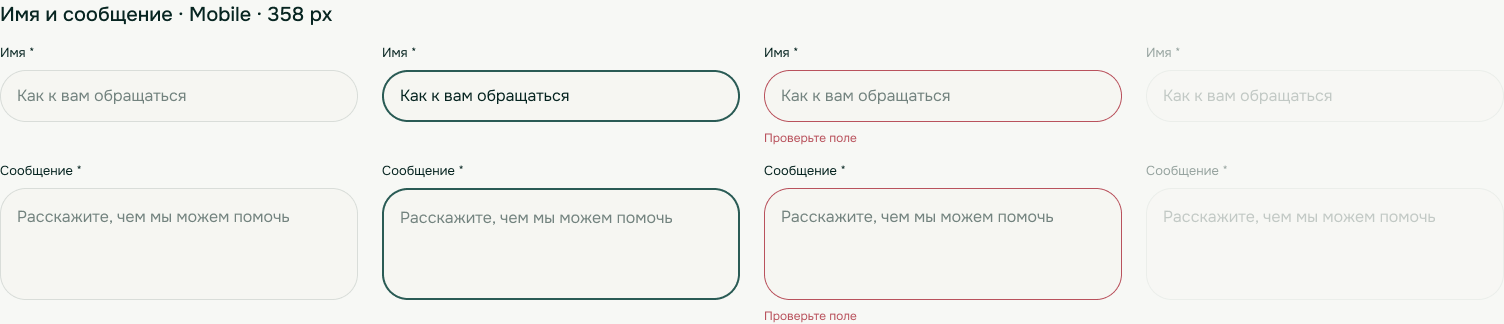 Имя и сообщение · Mobile · 358 px
Имя * Имя * Имя * Имя *
Как к вам обращаться Как к вам обращаться Как к вам обращаться Как к вам обращаться
Проверьте поле
Сообщение * Сообщение * Сообщение * Сообщение *
Расскажите, чем мы можем помочь Расскажите, чем мы можем помочь Расскажите, чем мы можем помочь Расскажите, чем мы можем помочь
Проверьте поле